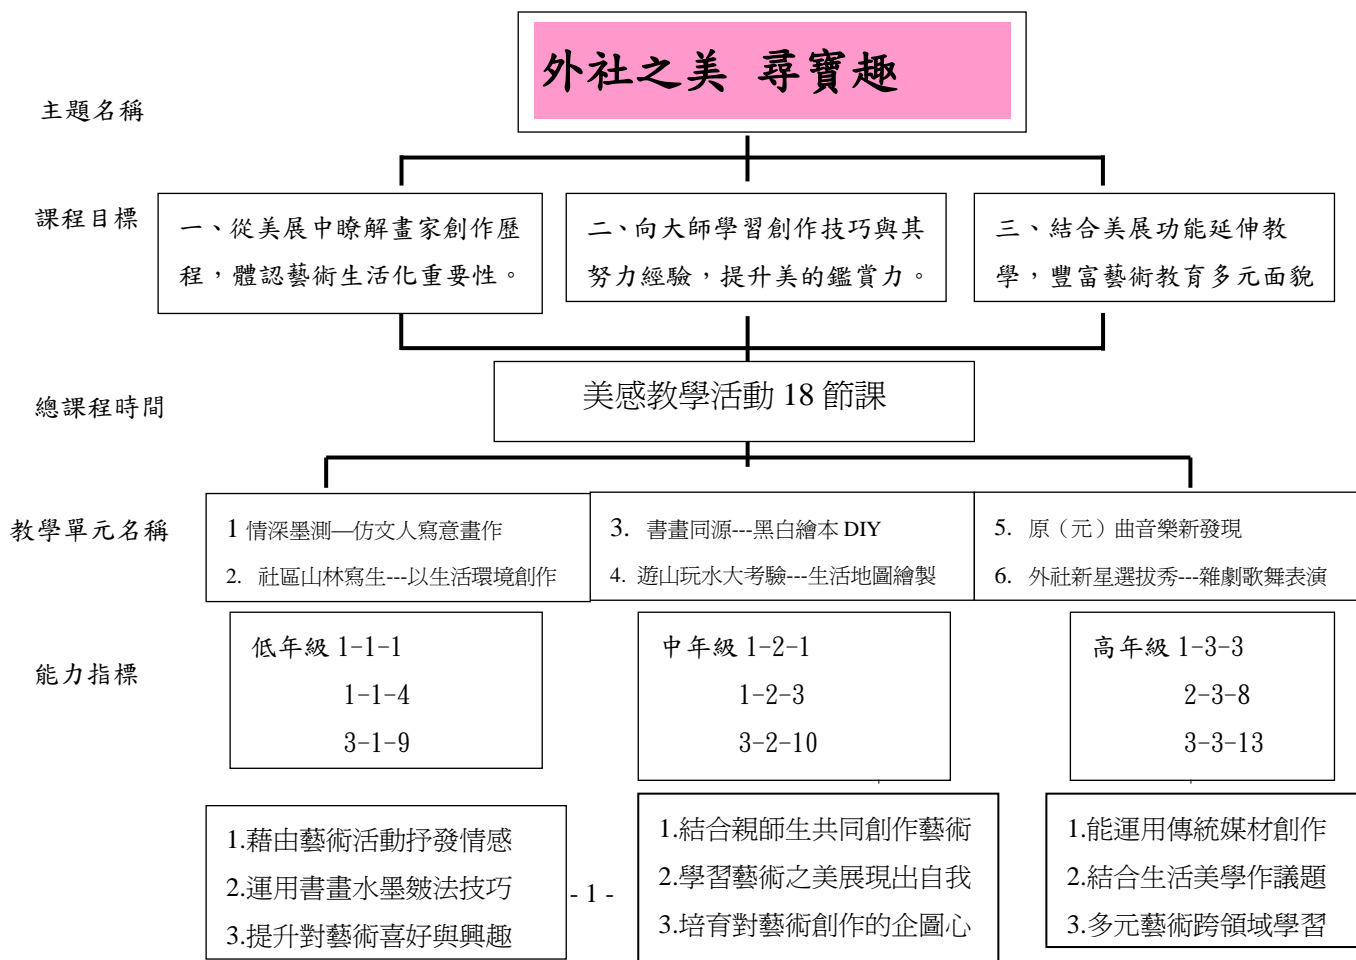 外社之美 尋寶趣
主題名稱
課程目標
一、從美展中瞭解畫家創作歷
程，體認藝術生活化重要性。
二、向大師學習創作技巧與其
努力經驗，提升美的鑑賞力。
三、結合美展功能延伸教
學，豐富藝術教育多元面貌
總課程時間
美感教學活動 18 節課
教學單元名稱
1 情深墨測—仿文人寫意畫作
2. 社區山林寫生---以生活環境創作
3. 書畫同源---黑白繪本 DIY
4. 遊山玩水大考驗---生活地圖繪製
5. 原（元）曲音樂新發現
6. 外社新星選拔秀---雜劇歌舞表演
能力指標
低年級 1-1-1
1-1-4
3-1-9
中年級 1-2-1
1-2-3
3-2-10
高年級 1-3-3
2-3-8
3-3-13
1.藉由藝術活動抒發情感
2.運用書畫水墨皴法技巧
3.提升對藝術喜好與興趣
- 1 -
1.結合親師生共同創作藝術
2.學習藝術之美展現出自我
3.培育對藝術創作的企圖心
1.能運用傳統媒材創作
2.結合生活美學作議題
3.多元藝術跨領域學習